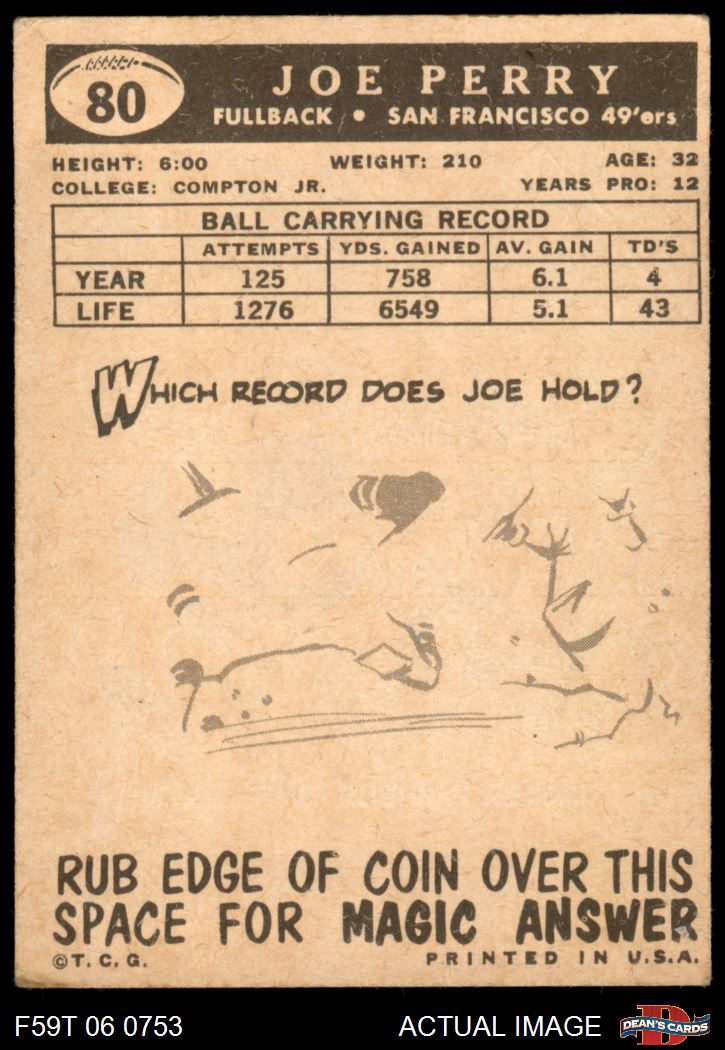 80
JOE PERRY
FULLBACK • SAN FRANCISCO 49'ers
HEIGHT: 6:00 WEIGHT: 210 AGE: 32
COLLEGE: COMPTON JR. YEARS PRO: 12
BALL CARRYING RECORD
ATTEMPTS YDS. GAINED AV. GAIN TD'S
YEAR 125 758 6.1 4
LIFE 1276 6549 5.1 43
WHICH RECORD DOES JOE HOLD?
RUB EDGE OF COIN OVER THIS
SPACE FOR MAGIC ANSWER
©T.C.G. PRINTED IN U.S.A.
F59T 06 0753 ACTUAL IMAGE D DEAN'S CARDS